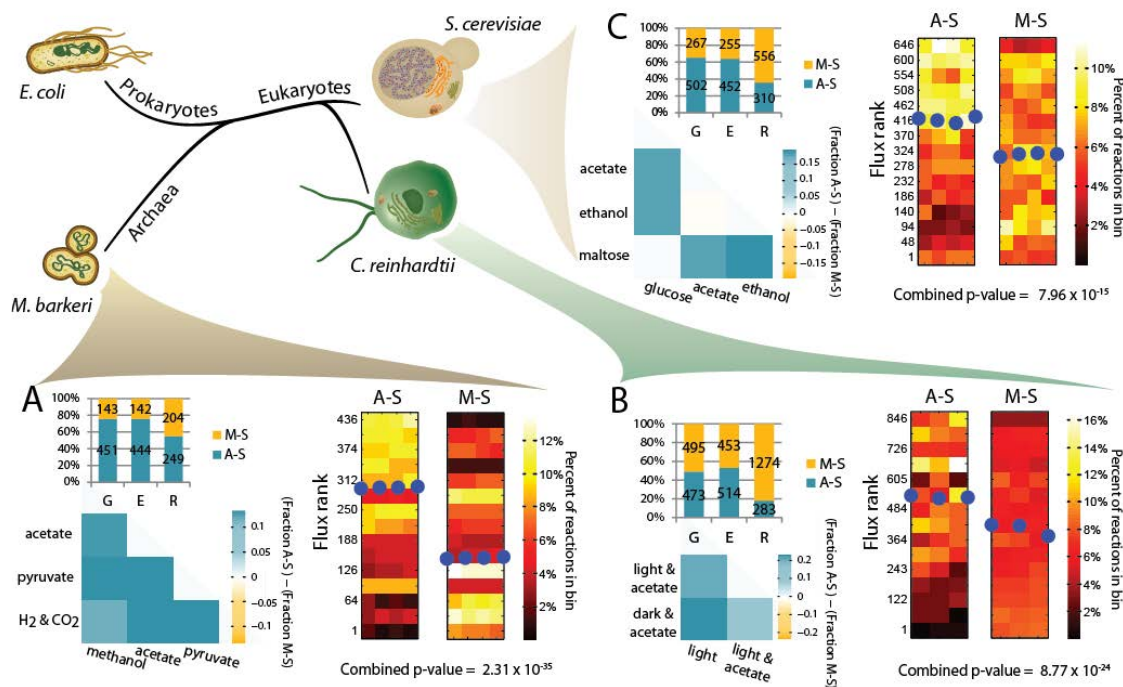 E. coli
Prokaryotes
Eukaryotes
S. cerevisiae
Archaea
M. barkeri
C. reinhardtii
C
100%
80%
60%
40%
20%
0%
267
255
556
502
452
310
M-S
A-S
G
E
R
acetate
ethanol
maltose
glucose
acetate
ethanol
0.15
0.1
0.05
0
-0.05
-0.1
-0.15
(Fraction A-S) − (Fraction M-S)
A-S
M-S
Flux rank
646
600
554
508
462
416
370
324
278
232
186
140
94
48
1
10%
8%
6%
4%
2%
Percent of reactions in bin
Combined p-value = 7.96 x 10-15
A
100%
80%
60%
40%
20%
0%
143
142
204
451
444
249
M-S
A-S
G
E
R
acetate
pyruvate
H2 & CO2
methanol
acetate
pyruvate
0.1
0.05
0
-0.05
-0.1
(Fraction A-S) − (Fraction M-S)
A-S
M-S
Flux rank
436
374
312
250
188
126
64
1
12%
10%
8%
6%
4%
2%
Percent of reactions in bin
Combined p-value = 2.31 x 10-35
B
100%
80%
60%
40%
20%
0%
495
453
1274
473
514
283
M-S
A-S
G
E
R
light &
acetate
dark &
acetate
light
light &
acetate
0.2
0.1
0
-0.1
-0.2
(Fraction A-S) − (Fraction M-S)
A-S
M-S
Flux rank
846
726
605
484
364
243
122
1
16%
14%
12%
10%
8%
6%
4%
2%
Percent of reactions in bin
Combined p-value = 8.77 x 10-24